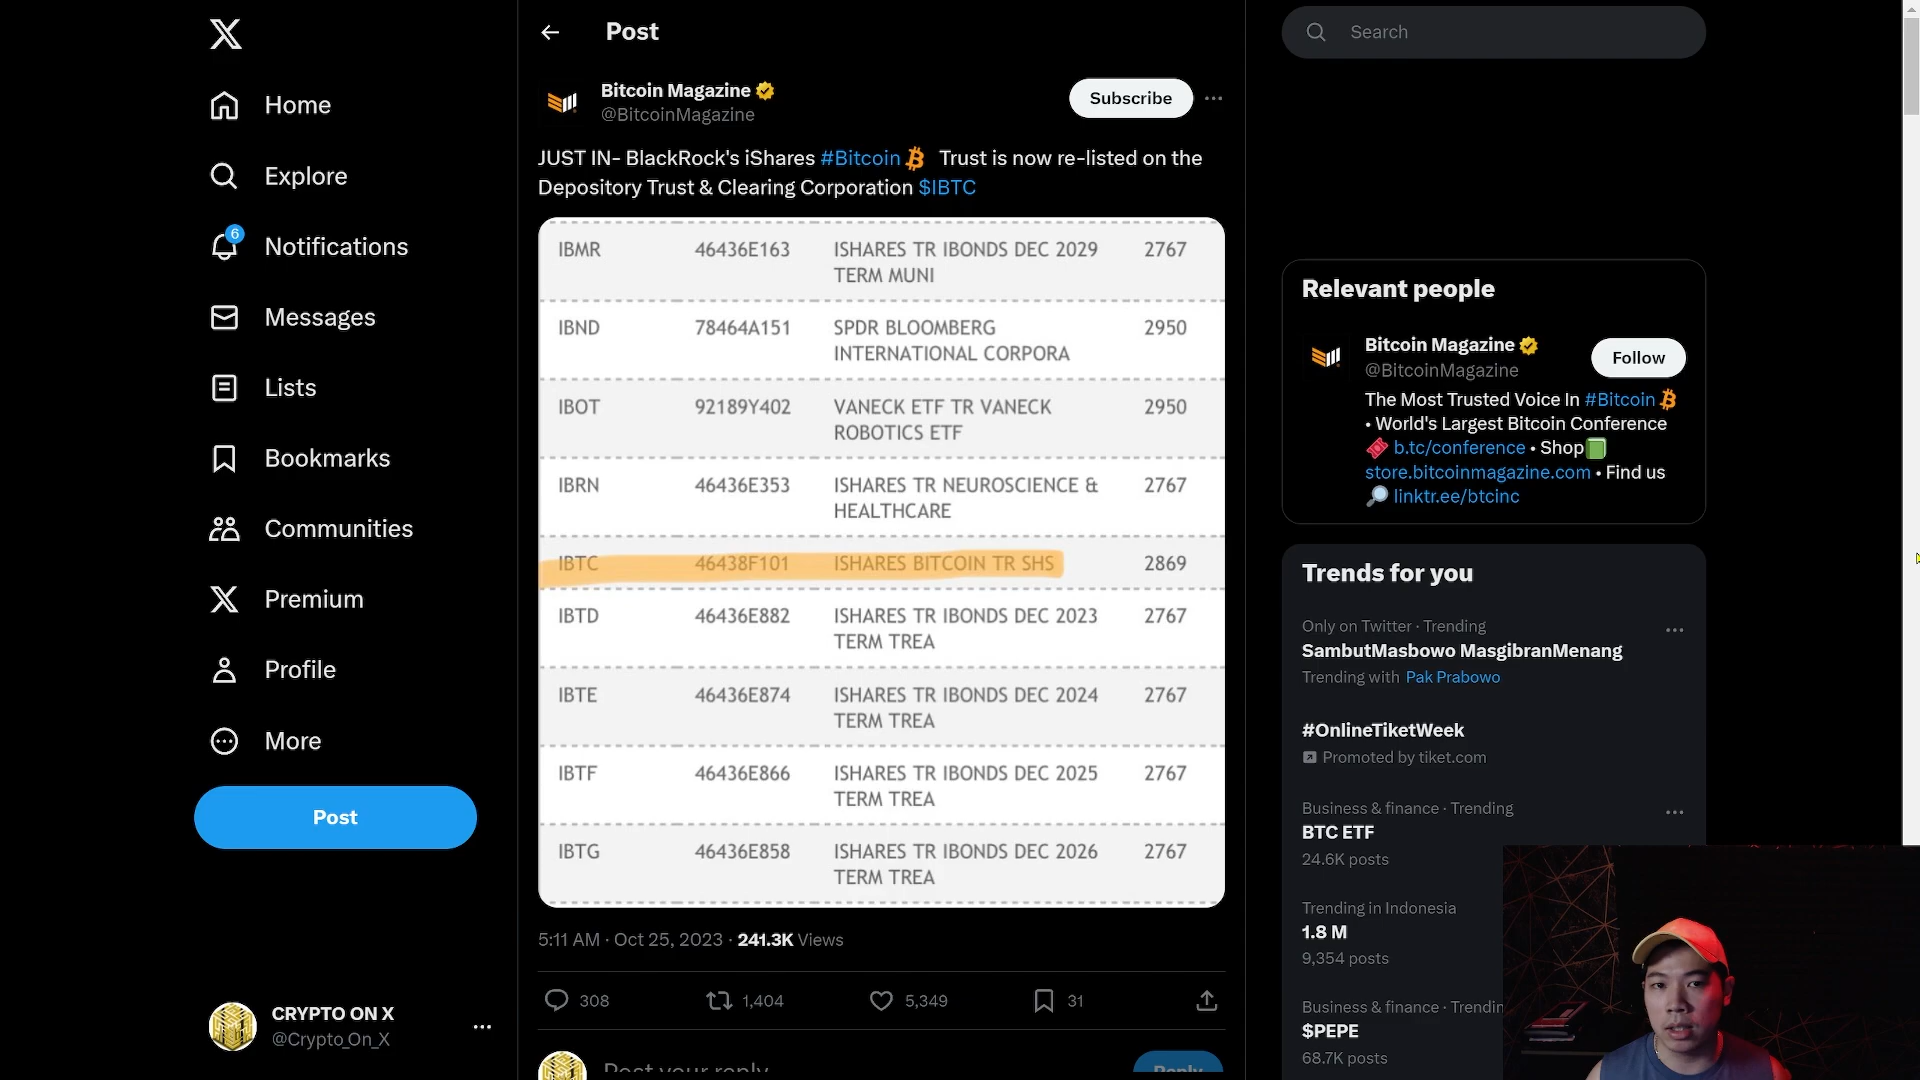 Home
Explore
6
Notifications
Messages
Lists
Bookmarks
Communities
Premium
Profile
More
Post
CRYPTO ON X
@Crypto_On_X
Post
Bitcoin Magazine
@BitcoinMagazine
Subscribe
JUST IN- BlackRock's iShares #Bitcoin Trust is now re-listed on the
Depository Trust & Clearing Corporation $IBTC
IBMR 46436E163 ISHARES TR IBONDS DEC 2029 2767
TERM MUNI
IBND 78464A151 SPDR BLOOMBERG 2950
INTERNATIONAL CORPORA
IBOT 92189Y402 VANECK ETF TR VANECK 2950
ROBOTICS ETF
IBRN 46436E353 ISHARES TR NEUROSCIENCE & 2767
HEALTHCARE
IBTC 46438F101 ISHARES BITCOIN TR SHS 2869
IBTD 46436E882 ISHARES TR IBONDS DEC 2023 2767
TERM TREA
IBTE 46436E874 ISHARES TR IBONDS DEC 2024 2767
TERM TREA
IBTF 46436E866 ISHARES TR IBONDS DEC 2025 2767
TERM TREA
IBTG 46436E858 ISHARES TR IBONDS DEC 2026 2767
TERM TREA
5:11 AM · Oct 25, 2023 · 241.3K Views
308 1,404 5,349 31
Post your reply
Reply
Search
Relevant people
Bitcoin Magazine
@BitcoinMagazine
Follow
The Most Trusted Voice In #Bitcoin
• World's Largest Bitcoin Conference
b.tc/conference • Shop
store.bitcoinmagazine.com • Find us
linktr.ee/btcinc
Trends for you
Only on Twitter · Trending
SambutMasbowo MasgibranMenang
Trending with Pak Prabowo
#OnlineTiketWeek
Promoted by tiket.com
Business & finance · Trending
BTC ETF
24.6K posts
Trending in Indonesia
1.8 M
9,354 posts
Business & finance · Trendin
$PEPE
68.7K posts